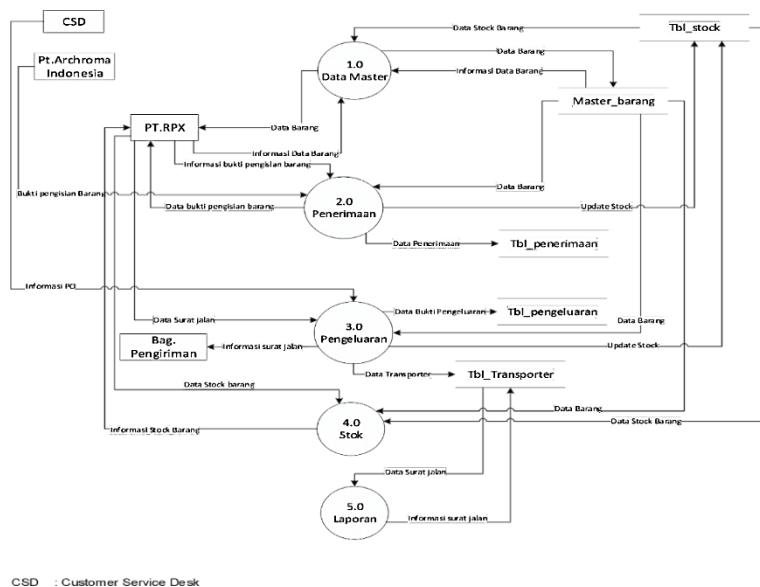 CSD
Data Stock Barang
Tbl_stock
Pt.Archroma
Indonesia
1.0
Data Master
Data Barang
Informasi Data Barang
Master_barang
PT.RPX
Data Barang
Informasi Data Barang
Informasi bukti pengisian barang
Data Barang
Bukti pengisian Barang
Data bukti pengisian barang
2.0
Penerimaan
Update Stock
Data Penerimaan
Tbl_penerimaan
Informasi PO
Data Surat jalan
3.0
Pengeluaran
Data Bukti Pengeluaran
Tbl_pengeluaran
Data Barang
Bag.
Pengiriman
Informasi surat jalan
Update Stock
Data Transporter
Tbl_Transporter
Data Stock barang
4.0
Stok
Data Barang
Data Stock Barang
Informasi Stock Barang
Data Surat jalan
5.0
Laporan
Informasi surat jalan
CSD : Customer Service Desk